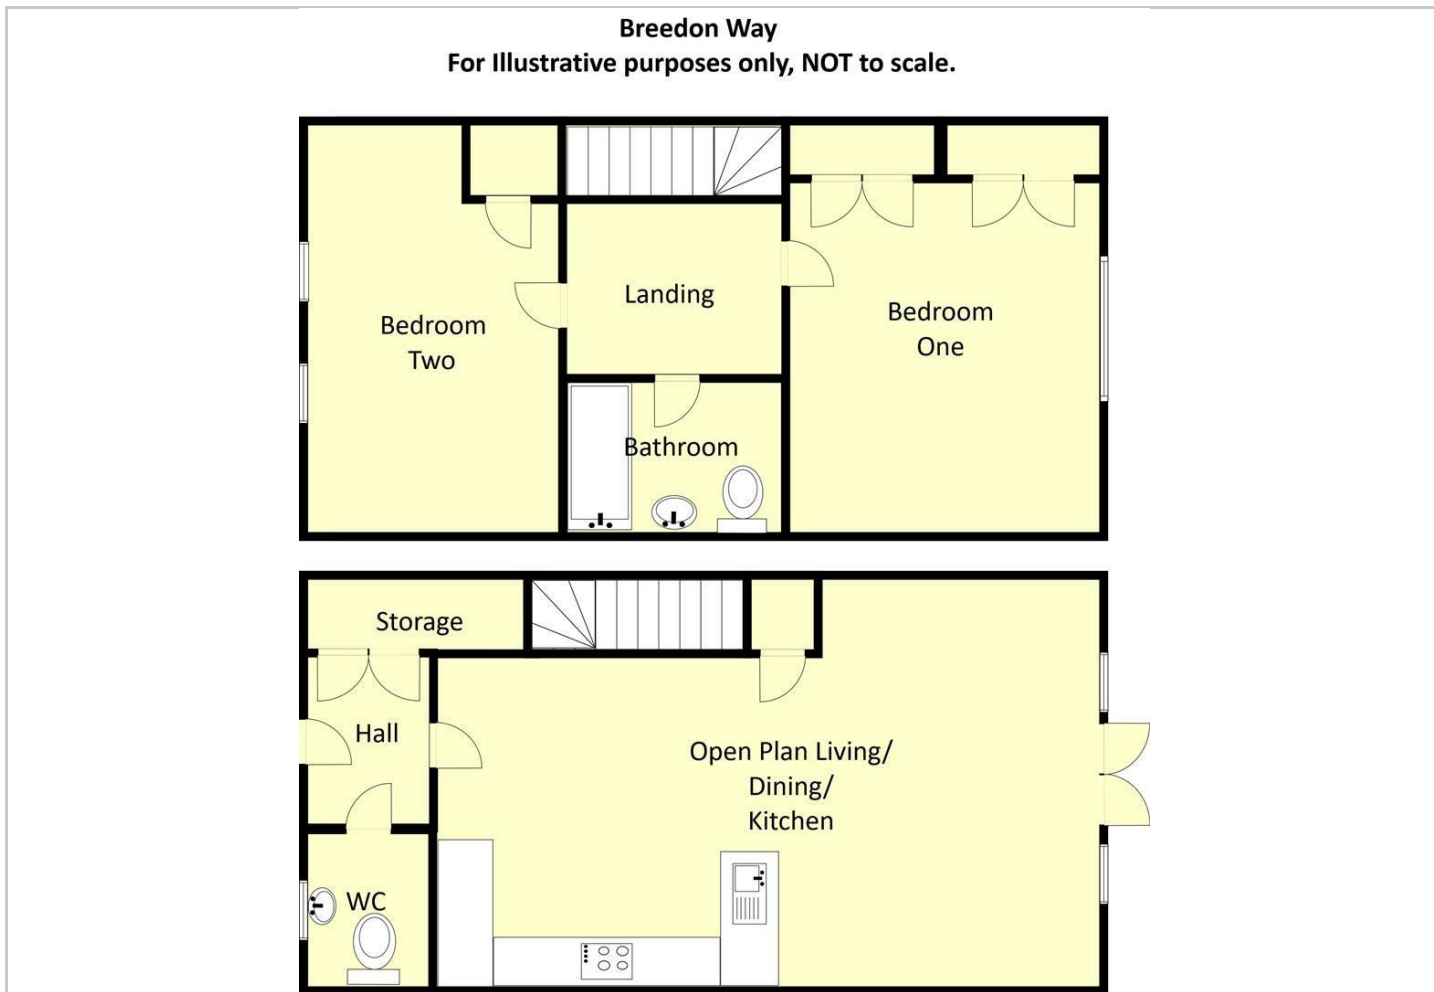 Breedon Way
For Illustrative purposes only, NOT to scale.
Landing
Bedroom
Two
Bedroom
One
Bathroom
Storage
Hall
Open Plan Living/
Dining/
Kitchen
WC